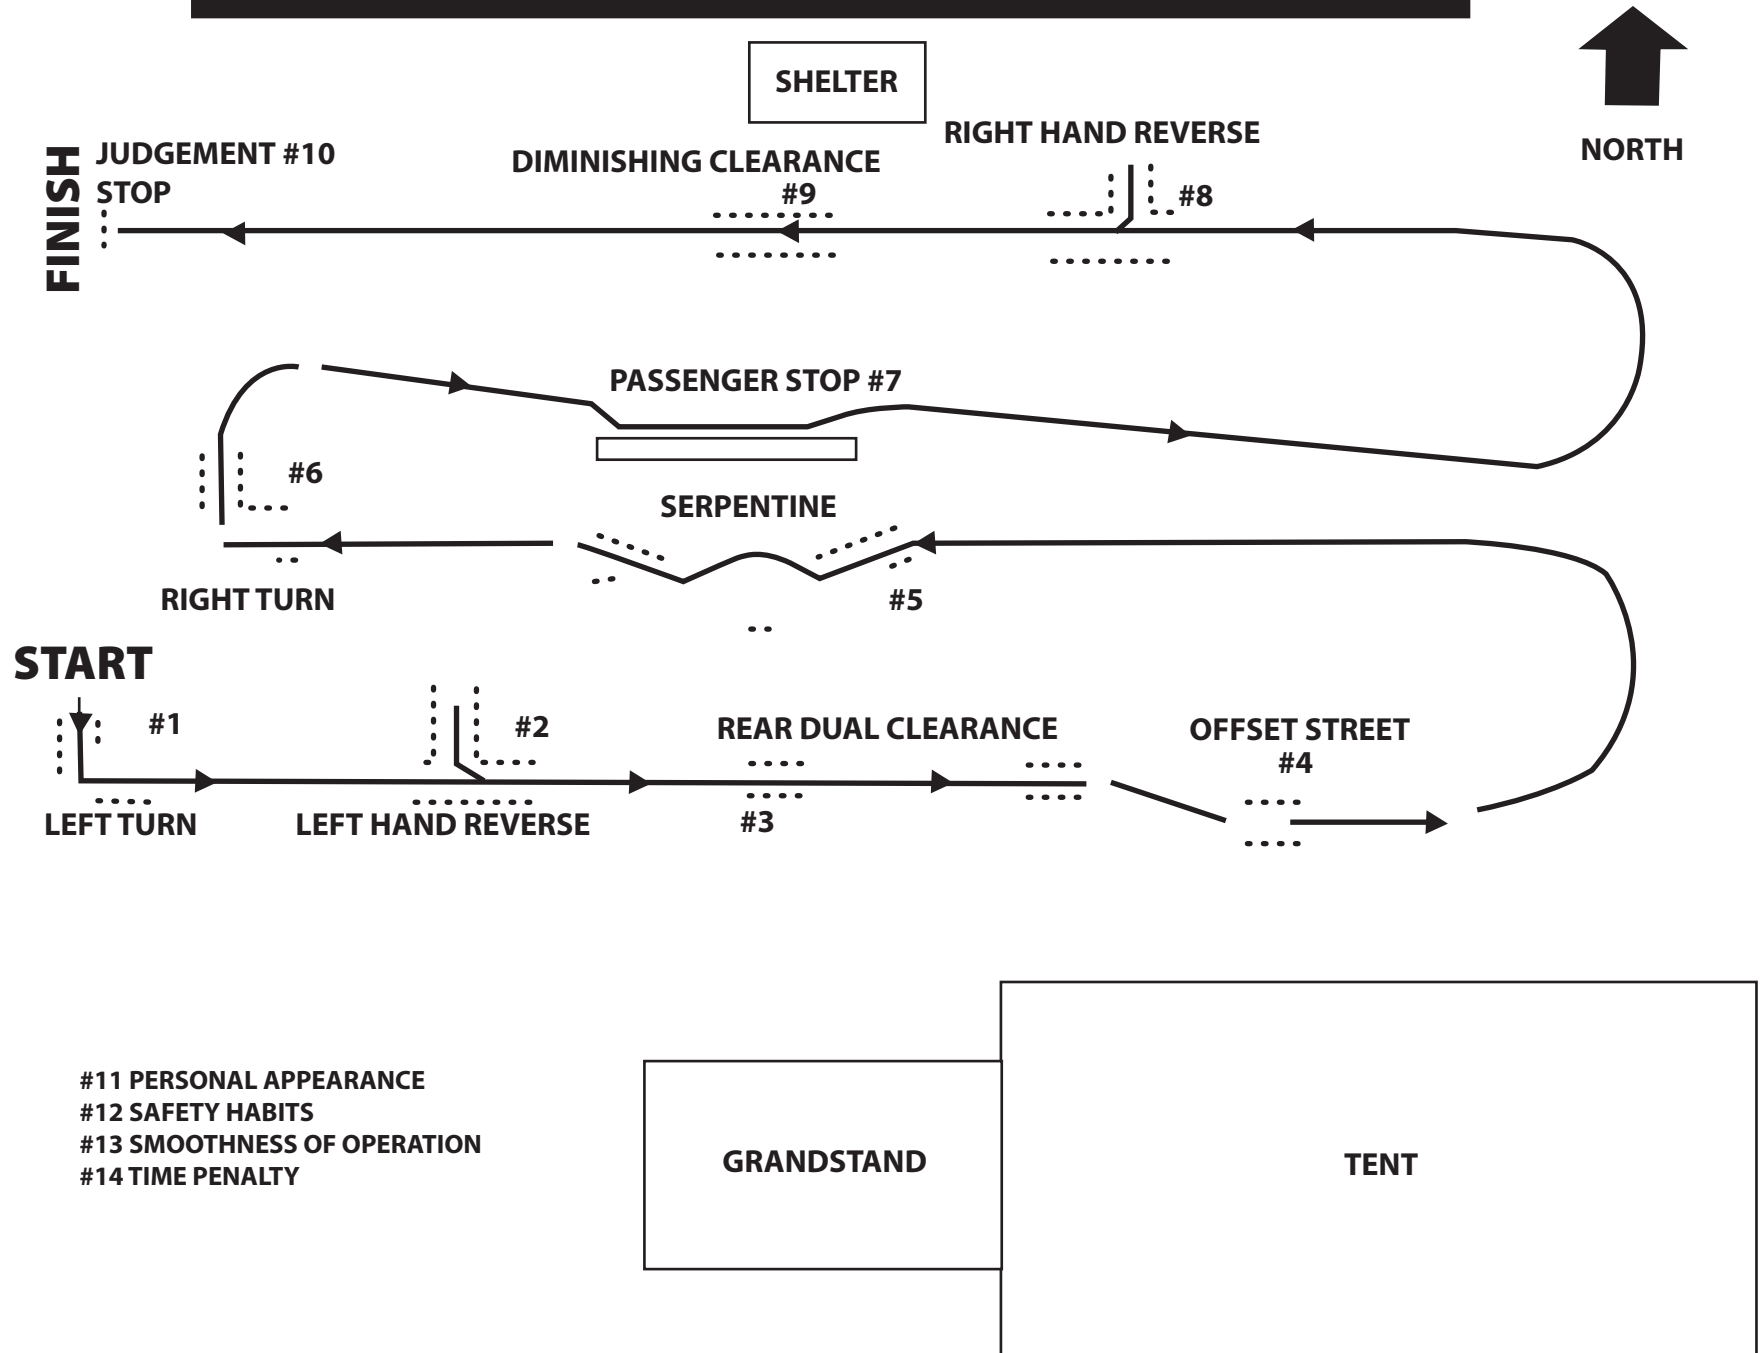 SHELTER
NORTH
RIGHT HAND REVERSE
#8
DIMINISHING CLEARANCE
#9
JUDGEMENT #10
STOP
FINISH
PASSENGER STOP #7
#6
SERPENTINE
#5
RIGHT TURN
START
#1
LEFT TURN
#2
LEFT HAND REVERSE
REAR DUAL CLEARANCE
#3
OFFSET STREET
#4
#11 PERSONAL APPEARANCE
#12 SAFETY HABITS
#13 SMOOTHNESS OF OPERATION
#14 TIME PENALTY
GRANDSTAND
TENT